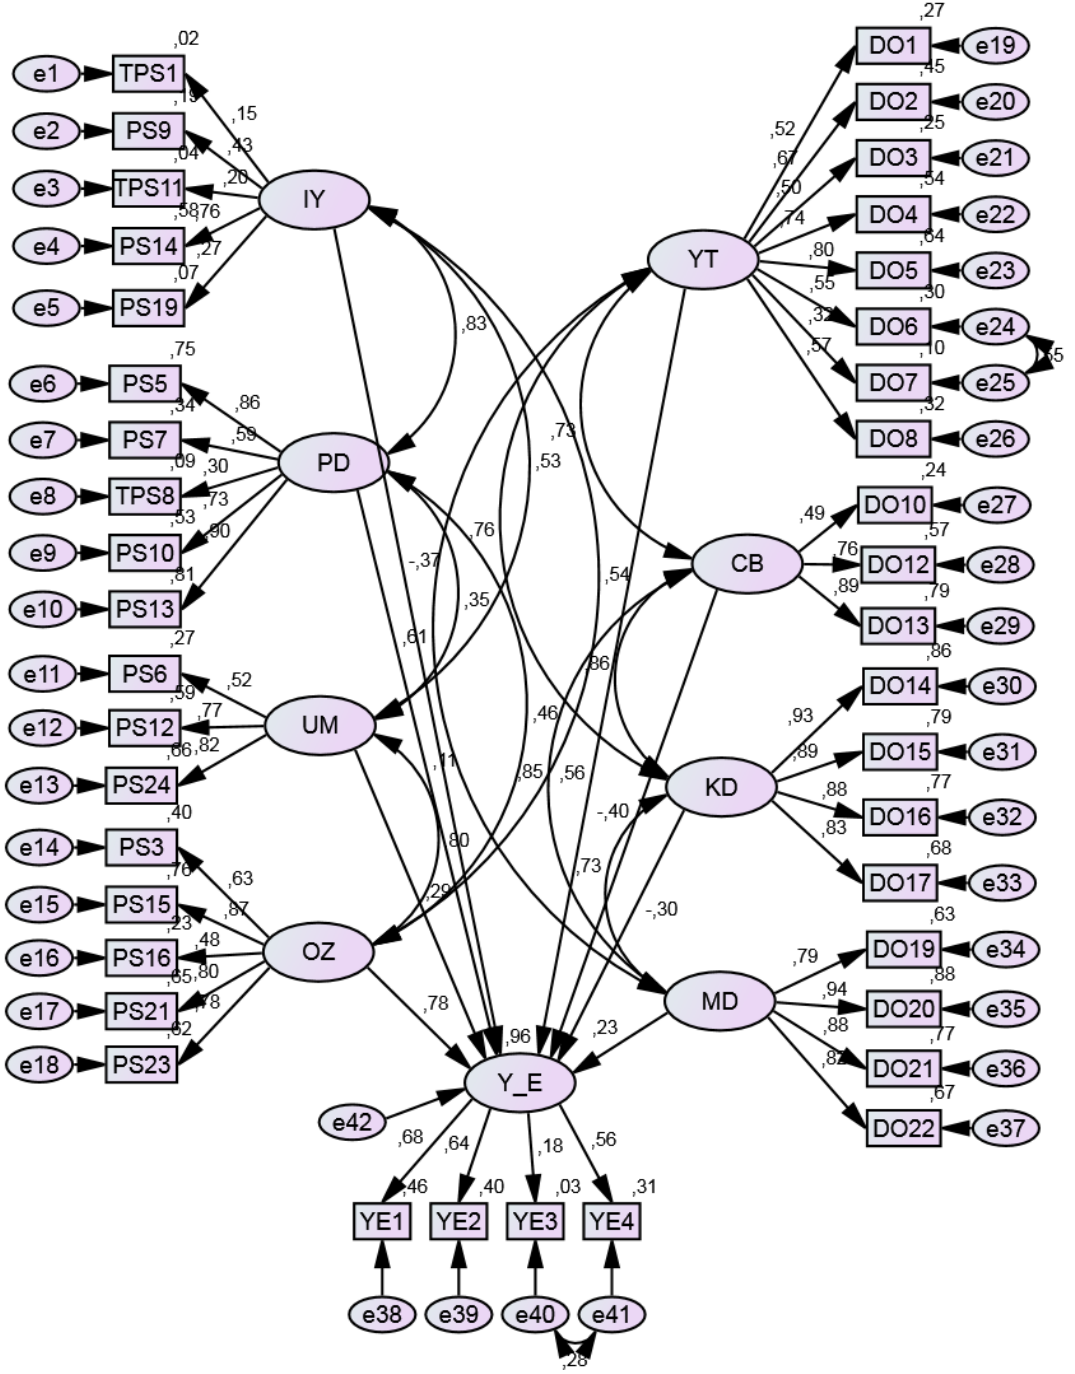 ,02
e1 TPS1
,15
,19
e2 PS9
,43
,04
e3 TPS11
,20
,58 ,76
e4 PS14
,27
,07
e5 PS19
IY
,75
e6 PS5
,86
,34
e7 PS7
,59
,09 ,30
e8 TPS8
,73
,53
e9 PS10
,90
,81
e10 PS13
PD
,27
e11 PS6
,52
,59
e12 PS12
,77
,66 ,82
e13 PS24
UM
,40
e14 PS3
,63
,76
e15 PS15
,87
,23
e16 PS16
,48
,65 ,80
e17 PS21
,78
,62
e18 PS23
OZ
,27
DO1 e19
,52
,45
DO2 e20
,67
,25
DO3 e21
,50
,54
DO4 e22
,74
,64
DO5 e23
,80
,30
DO6 e24
,55
,10
DO7 e25
,57
,32
DO8 e26
YT
,24
DO10 e27
,49
,57
DO12 e28
,76
,79
DO13 e29
,89
CB
,86
DO14 e30
,93
,79
DO15 e31
,89
,77
DO16 e32
,88
,68
DO17 e33
,83
KD
,63
DO19 e34
,79
,88
DO20 e35
,94
,77
DO21 e36
,88
,67
DO22 e37
MD
,83
,73
,53
,76
,54
-,37
,35
,61
,86
,46
,11
,85
,56
-,40
,80
,73
,29
-,30
,78
,96
,23
Y_E
e42
,68
,64
,18
,56
,46
,40
,03
,31
YE1 YE2 YE3 YE4
e38 e39 e40 e41
,28